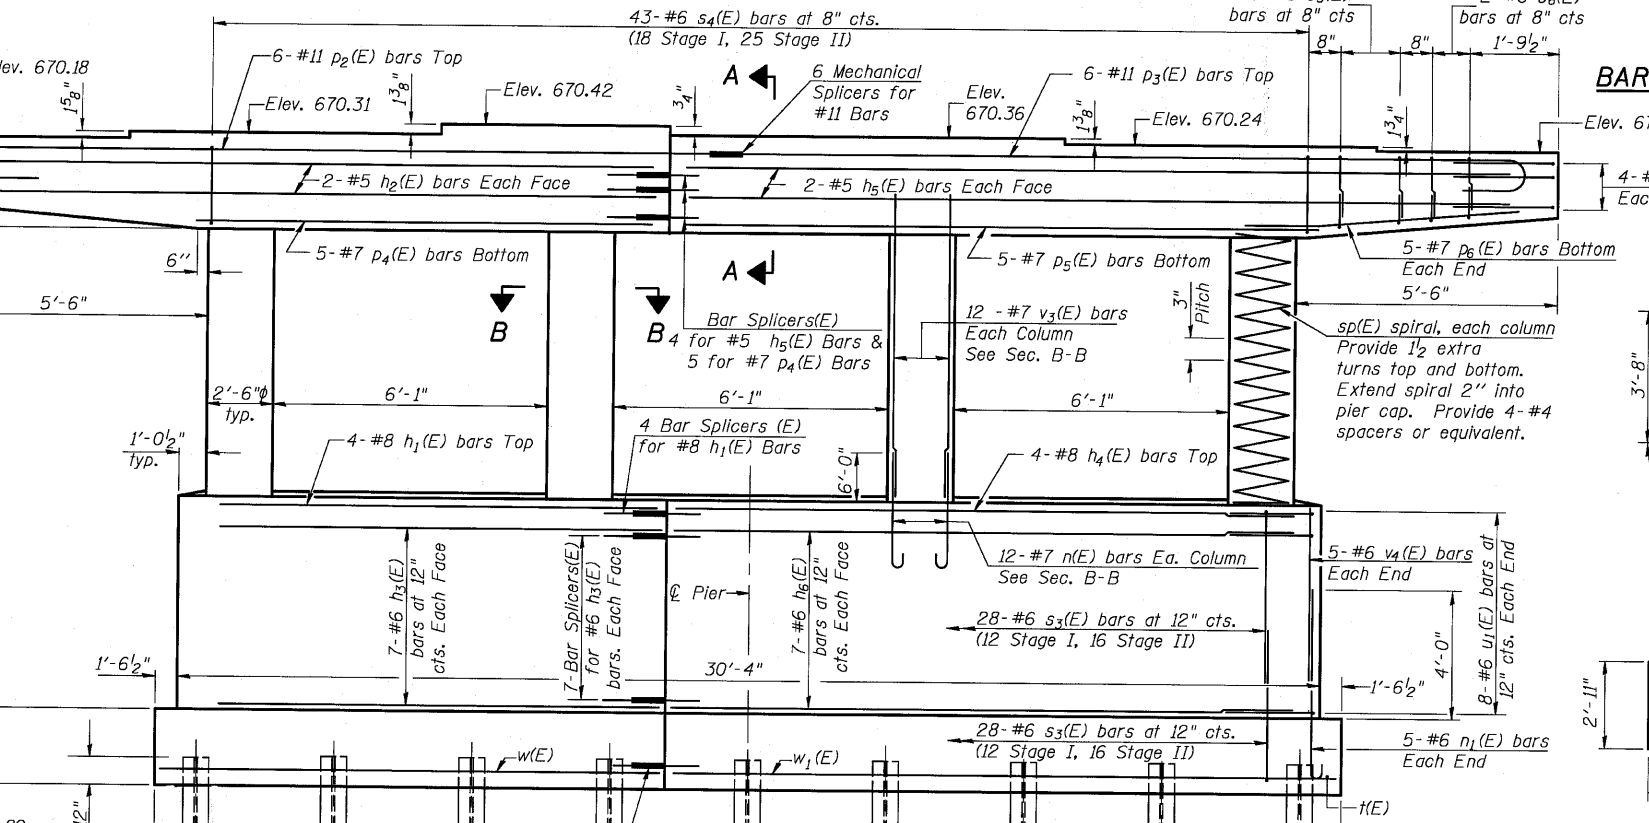 43-#6 s4(E) bars at 8" cts.
(18 Stage I, 25 Stage II)
bars at 8" cts
bars at 8" cts
8"
8"
1'-9½"
BAR
670.18
6-#11 p2(E) bars Top
Elev. 670.31
1⅝"
1⅜"
Elev. 670.42
¾"
A
6 Mechanical
Splicers for
#11 Bars
6-#11 p3(E) bars Top
Elev.
670.36
1⅜"
Elev. 670.24
1¾"
Elev. 67
2-#5 h2(E) bars Each Face
2-#5 h5(E) bars Each Face
4-#
Eac
5-#7 p4(E) bars Bottom
A
5-#7 p5(E) bars Bottom
5-#7 p6(E) bars Bottom
Each End
6"
5'-6"
B
B
Bar Splicers(E)
4 for #5 h5(E) Bars &
5 for #7 p4(E) Bars
12 -#7 v3(E) bars
Each Column
See Sec. B-B
3"
Pitch
5'-6"
sp(E) spiral, each column
Provide 1½ extra
turns top and bottom.
Extend spiral 2" into
pier cap. Provide 4-#4
spacers or equivalent.
3'-8"
2'-6"ϕ
typ.
6'-1"
6'-1"
6'-1"
1'-0½"
typ.
4-#8 h1(E) bars Top
4 Bar Splicers (E)
for #8 h1(E) Bars
6'-0"
4-#8 h4(E) bars Top
7-#6 h3(E)
bars at 12"
cts. Each Face
7-Bar Splicers(E)
for #6 h3(E)
bars. Each Face
℄ Pier
7-#6 h6(E)
bars at 12"
cts. Each Face
12-#7 n(E) bars Ea. Column
See Sec. B-B
5-#6 v4(E) bars
Each End
8-#6 u1(E) bars at
12" cts. Each End
28-#6 s3(E) bars at 12" cts.
(12 Stage I, 16 Stage II)
4'-0"
1'-6½"
30'-4"
1'-6½"
2'-11"
28-#6 s3(E) bars at 12" cts.
(12 Stage I, 16 Stage II)
5-#6 n1(E) bars
Each End
w(E)
w1(E)
t(E)
12"